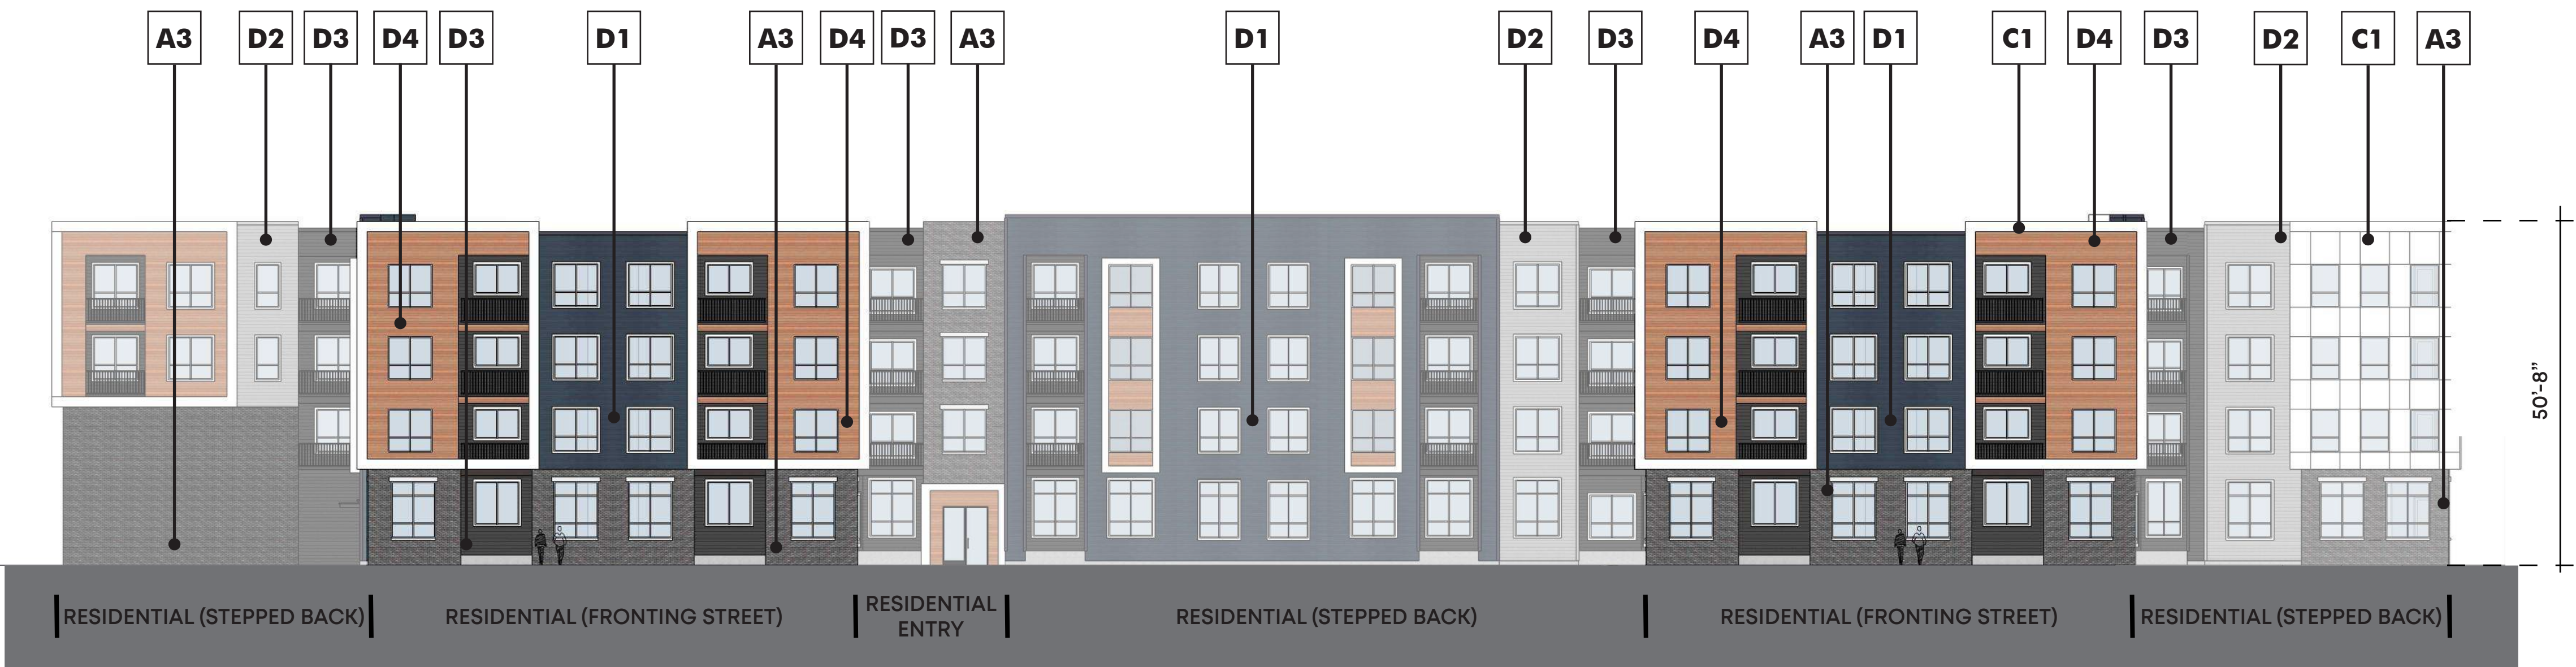 A3 D2 D3 D4 D3 D1 A3 D4 D3 A3 D1 D2 D3 D4 A3 D1 C1 D4 D3 D2 C1 A3
50'-8"
RESIDENTIAL (STEPPED BACK)
RESIDENTIAL (FRONTING STREET)
RESIDENTIAL
ENTRY
RESIDENTIAL (STEPPED BACK)
RESIDENTIAL (FRONTING STREET)
RESIDENTIAL (STEPPED BACK)